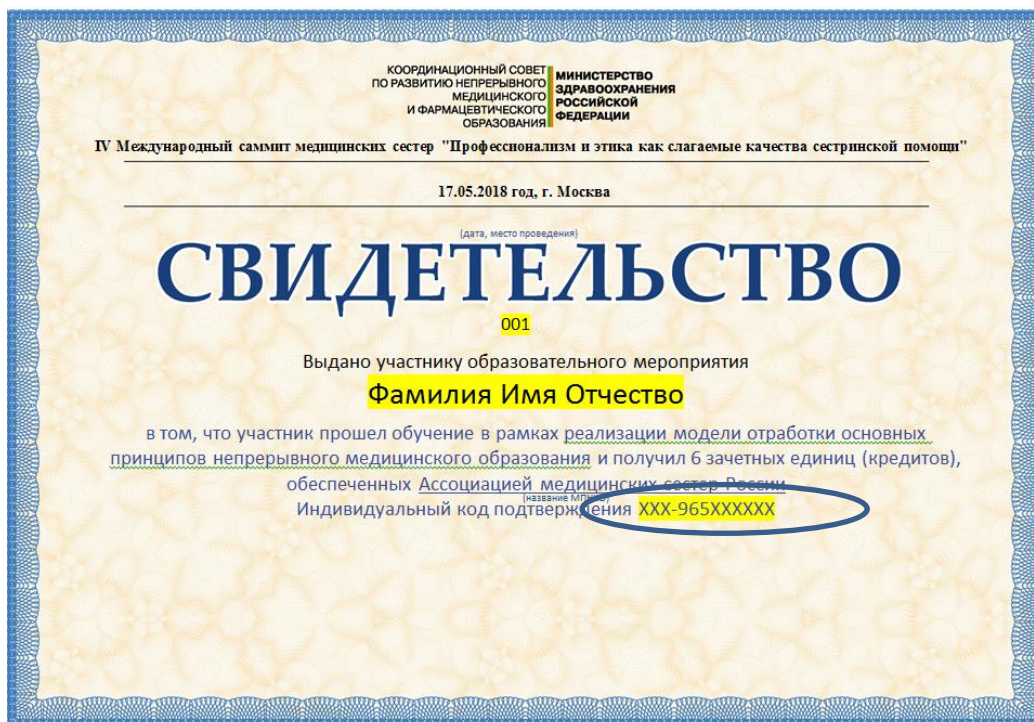 КООРДИНАЦИОННЫЙ СОВЕТ
ПО РАЗВИТИЮ НЕПРЕРЫВНОГО
МЕДИЦИНСКОГО
И ФАРМАЦЕВТИЧЕСКОГО
ОБРАЗОВАНИЯ
МИНИСТЕРСТВО
ЗДРАВООХРАНЕНИЯ
РОССИЙСКОЙ
ФЕДЕРАЦИИ
IV Международный саммит медицинских сестер "Профессионализм и этика как слагаемые качества сестринской помощи"
17.05.2018 год, г. Москва
(дата, место проведения)
СВИДЕТЕЛЬСТВО
001
Выдано участнику образовательного мероприятия
Фамилия Имя Отчество
в том, что участник прошел обучение в рамках реализации модели отработки основных
принципов непрерывного медицинского образования и получил 6 зачетных единиц (кредитов),
обеспеченных Ассоциацией медицинских сестер России
(название
Индивидуальный код подтверждения XXX-965XXXXXX